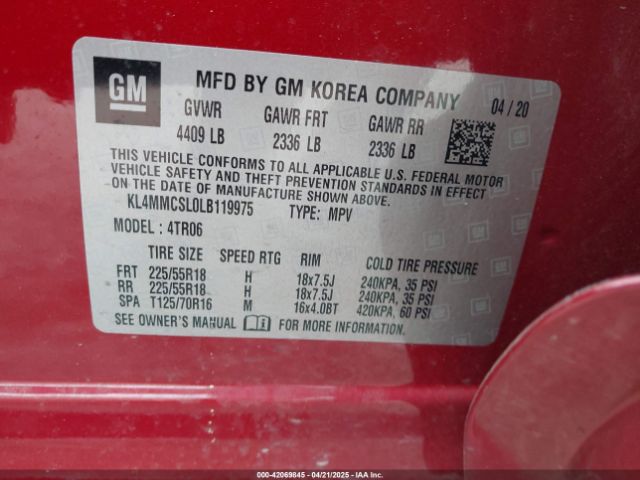 GM
MFD BY GM KOREA COMPANY 04 / 20
GVWR GAWR FRT GAWR RR
4409 LB 2336 LB 2336 LB
THIS VEHICLE CONFORMS TO ALL APPLICABLE U.S. FEDERAL MOTOR
VEHICLE SAFETY AND THEFT PREVENTION STANDARDS IN EFFECT
ON THE DATE OF MANUFACTURE SHOWN ABOVE.
KL4MMCSL0LB119975 TYPE: MPV
MODEL: 4TR06
TIRE SIZE SPEED RTG RIM COLD TIRE PRESSURE
FRT 225/55R18 H 18x7.5J 240KPA, 35 PSI
RR 225/55R18 H 18x7.5J 240KPA, 35 PSI
SPA T125/70R16 M 16x4.0BT 420KPA, 60 PSI
SEE OWNER'S MANUAL FOR MORE INFORMATION.
000-42069845 - 04/21/2025 - IAAI.COM